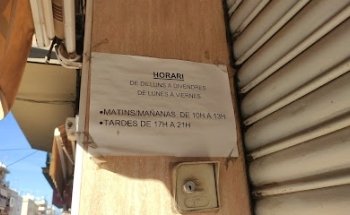 HORARI
DE DILLUNS A DIVENDRES
DE LUNES A VIERNES
•MATINS/MAÑANAS DE 10H A 13H
•TARDES DE 17H A 21H